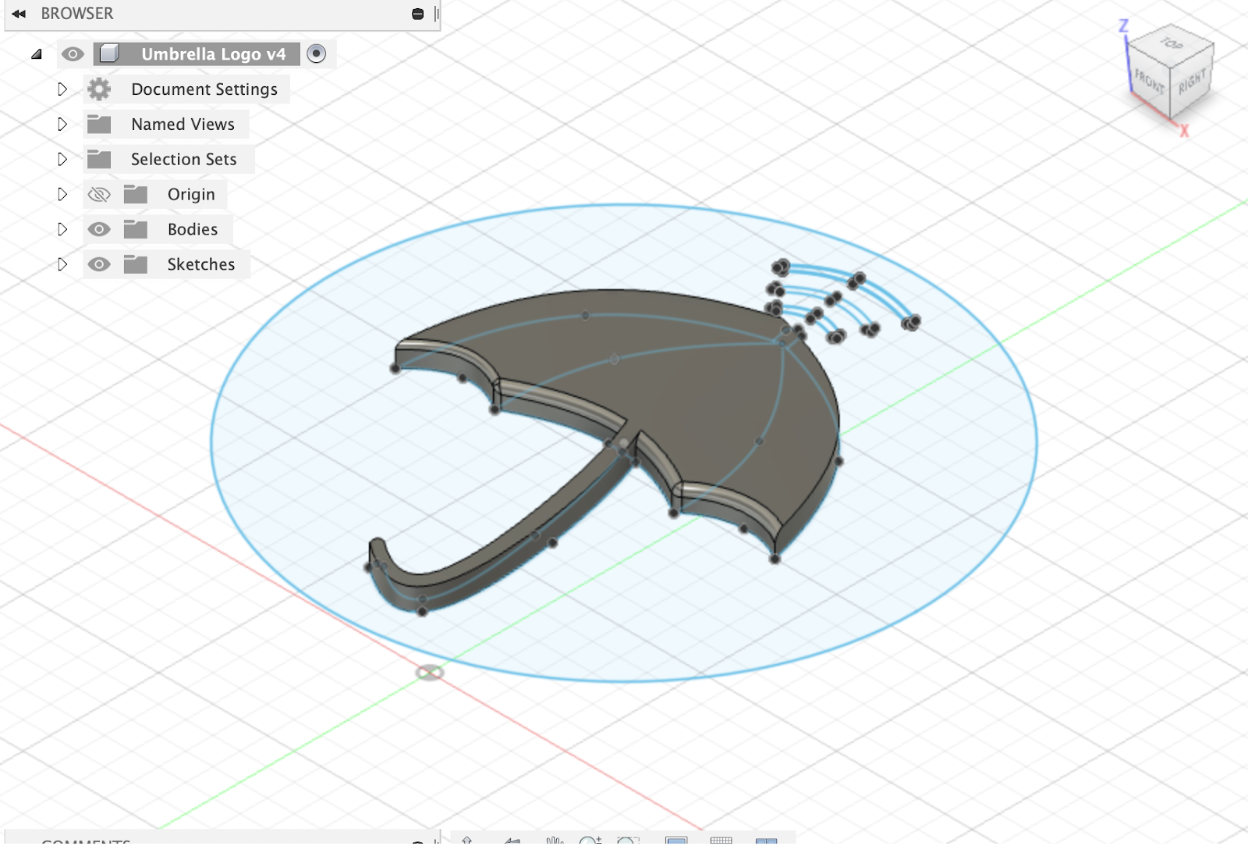 BROWSER
Umbrella Logo v4
Document Settings
Named Views
Selection Sets
Origin
Bodies
Sketches
Z
TOP
FRONT
RIGHT
X
COMMENTS